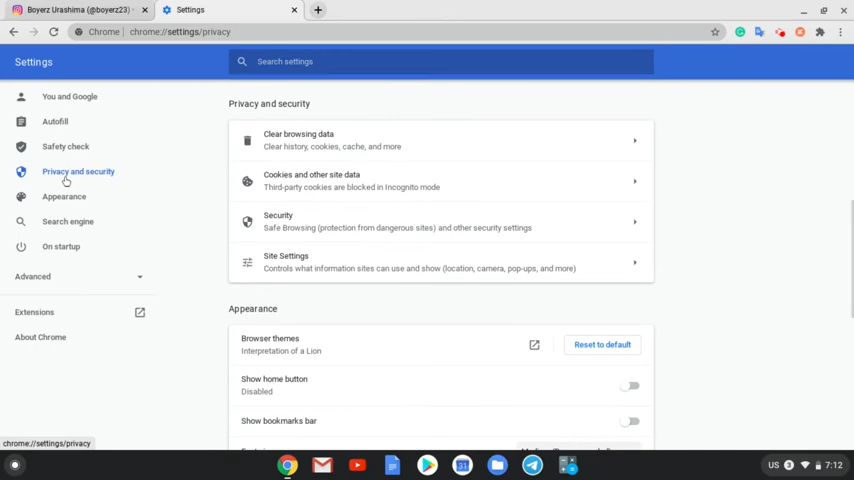 Boyerz Urashima (@boyerz23)
Settings
Chrome chrome://settings/privacy
Settings
Search settings
You and Google
Autofill
Safety check
Privacy and security
Appearance
Search engine
On startup
Advanced
Extensions
About Chrome
Privacy and security
Clear browsing data
Clear history, cookies, cache, and more
Cookies and other site data
Third-party cookies are blocked in Incognito mode
Security
Safe Browsing (protection from dangerous sites) and other security settings
Site Settings
Controls what information sites can use and show (location, camera, pop-ups, and more)
Appearance
Browser themes
Interpretation of a Lion
Reset to default
Show home button
Disabled
Show bookmarks bar
chrome://settings/privacy
31
US 3 7:12